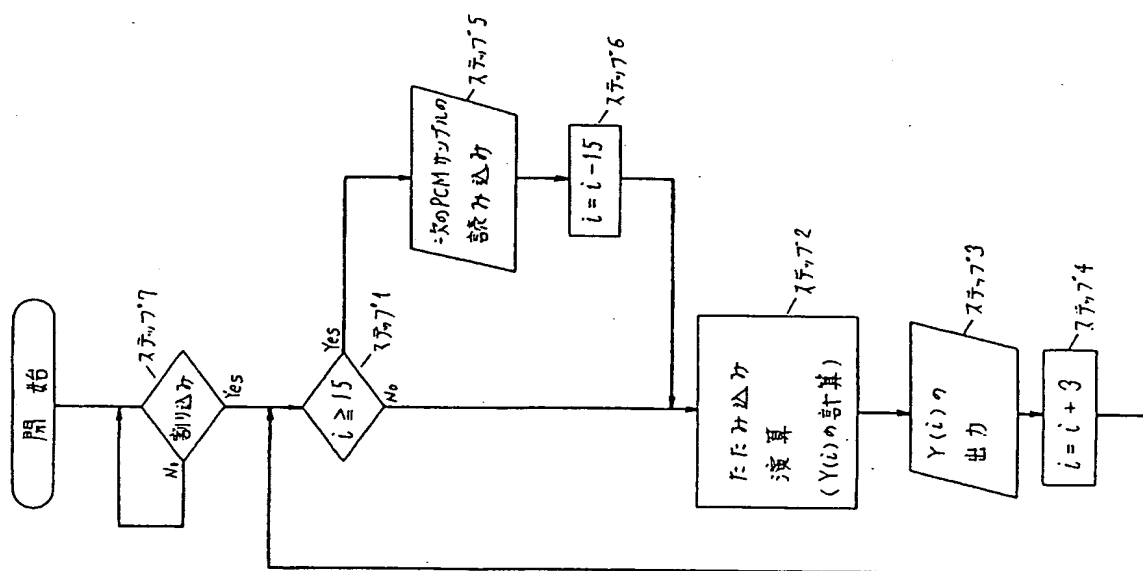 開始
割り込み
ステップ7
No
Yes
i ≧ 15
ステップ1
Yes
No
次のPCMサンプルの
読み込み
ステップ5
i = i - 15
ステップ6
たたみ込み
演算
(Y(i)の計算)
ステップ2
Y(i)の
出力
ステップ3
i = i + 3
ステップ4